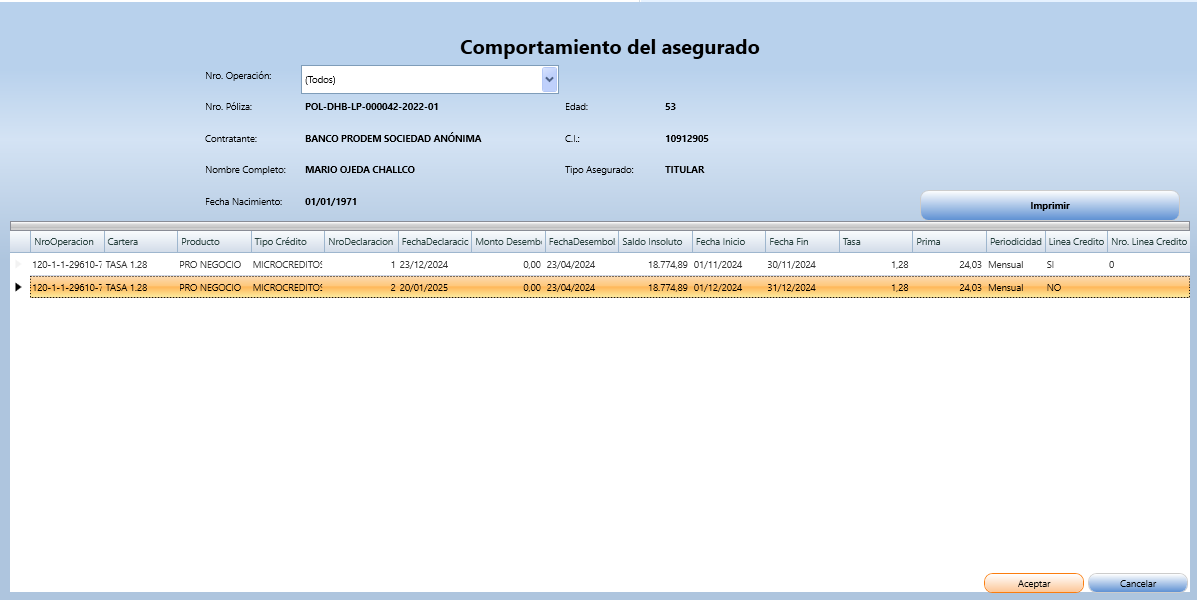 Comportamiento del asegurado
Nro. Operación: (Todos)
Nro. Póliza: POL-DHB-LP-000042-2022-01 Edad: 53
Contratante: BANCO PRODEM SOCIEDAD ANÓNIMA C.I.: 10912905
Nombre Completo: MARIO OJEDA CHALLCO Tipo Asegurado: TITULAR
Fecha Nacimiento: 01/01/1971
Imprimir
NroOperacion Cartera Producto Tipo Crédito NroDeclaracion FechaDeclaracic Monto Desemb FechaDesembol Saldo Insoluto Fecha Inicio Fecha Fin Tasa Prima Periodicidad Linea Credito Nro. Linea Credito
120-1-1-29610-7 TASA 1.28 PRO NEGOCIO MICROCREDITOS 1 23/12/2024 0,00 23/04/2024 18.774,89 01/11/2024 30/11/2024 1,28 24,03 Mensual SI 0
120-1-1-29610-7 TASA 1.28 PRO NEGOCIO MICROCREDITOS 2 20/01/2025 0,00 23/04/2024 18.774,89 01/12/2024 31/12/2024 1,28 24,03 Mensual NO
Aceptar Cancelar